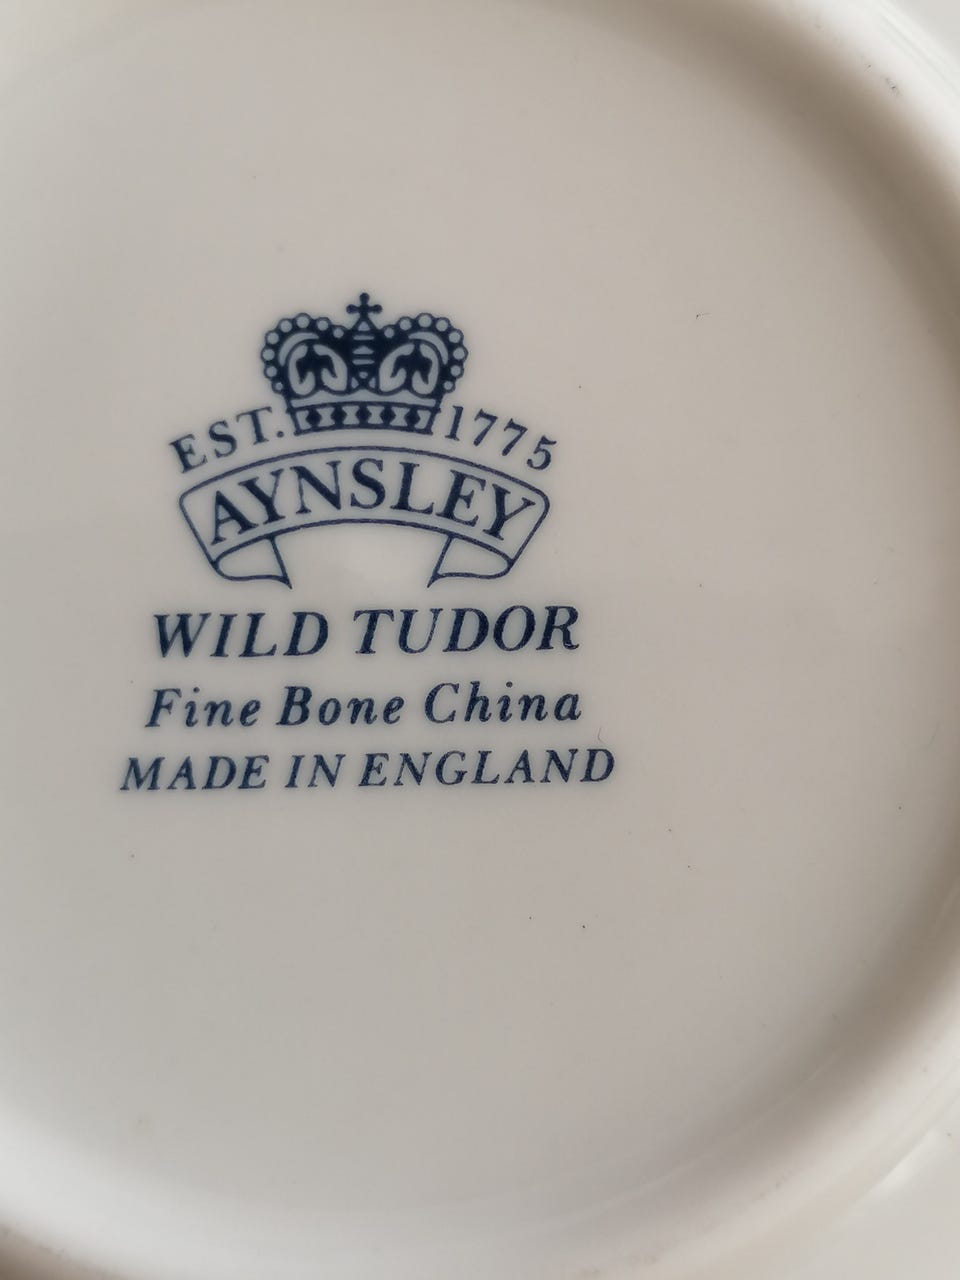 EST. 1775
AYNSLEY
WILD TUDOR
Fine Bone China
MADE IN ENGLAND